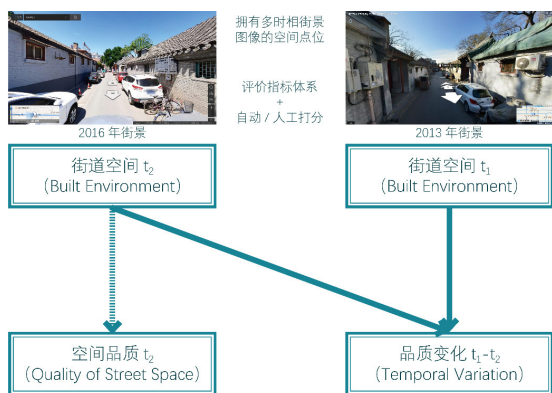 拥有多时相街景
图像的空间点位
评价指标体系
+
自动 / 人工打分
2016 年街景
2013 年街景
街道空间 t₂
（Built Environment）
街道空间 t₁
（Built Environment）
空间品质 t₂
（Quality of Street Space）
品质变化 t₁-t₂
（Temporal Variation）